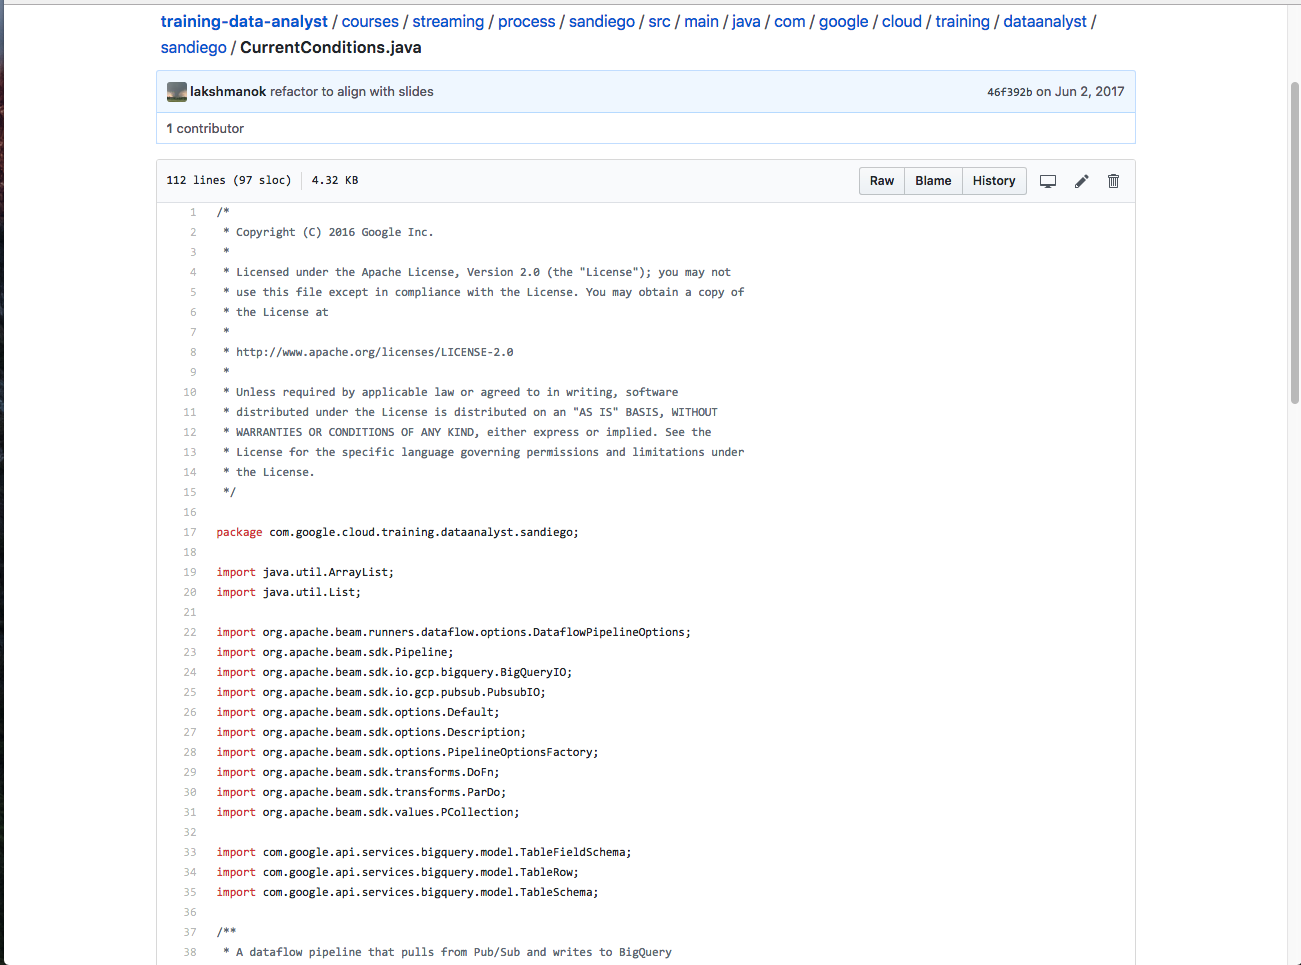 training-data-analyst / courses / streaming / process / sandiego / src / main / java / com / google / cloud / training / dataanalyst /
sandiego / CurrentConditions.java
lakshmanok refactor to align with slides 46f392b on Jun 2, 2017
1 contributor
112 lines (97 sloc) 4.32 KB Raw Blame History
1 /*
2 * Copyright (C) 2016 Google Inc.
3 *
4 * Licensed under the Apache License, Version 2.0 (the "License"); you may not
5 * use this file except in compliance with the License. You may obtain a copy of
6 * the License at
7 *
8 * http://www.apache.org/licenses/LICENSE-2.0
9 *
10 * Unless required by applicable law or agreed to in writing, software
11 * distributed under the License is distributed on an "AS IS" BASIS, WITHOUT
12 * WARRANTIES OR CONDITIONS OF ANY KIND, either express or implied. See the
13 * License for the specific language governing permissions and limitations under
14 * the License.
15 */
16
17 package com.google.cloud.training.dataanalyst.sandiego;
18
19 import java.util.ArrayList;
20 import java.util.List;
21
22 import org.apache.beam.runners.dataflow.options.DataflowPipelineOptions;
23 import org.apache.beam.sdk.Pipeline;
24 import org.apache.beam.sdk.io.gcp.bigquery.BigQueryIO;
25 import org.apache.beam.sdk.io.gcp.pubsub.PubsubIO;
26 import org.apache.beam.sdk.options.Default;
27 import org.apache.beam.sdk.options.Description;
28 import org.apache.beam.sdk.options.PipelineOptionsFactory;
29 import org.apache.beam.sdk.transforms.DoFn;
30 import org.apache.beam.sdk.transforms.ParDo;
31 import org.apache.beam.sdk.values.PCollection;
32
33 import com.google.api.services.bigquery.model.TableFieldSchema;
34 import com.google.api.services.bigquery.model.TableRow;
35 import com.google.api.services.bigquery.model.TableSchema;
36
37 /**
38 * A dataflow pipeline that pulls from Pub/Sub and writes to BigQuery